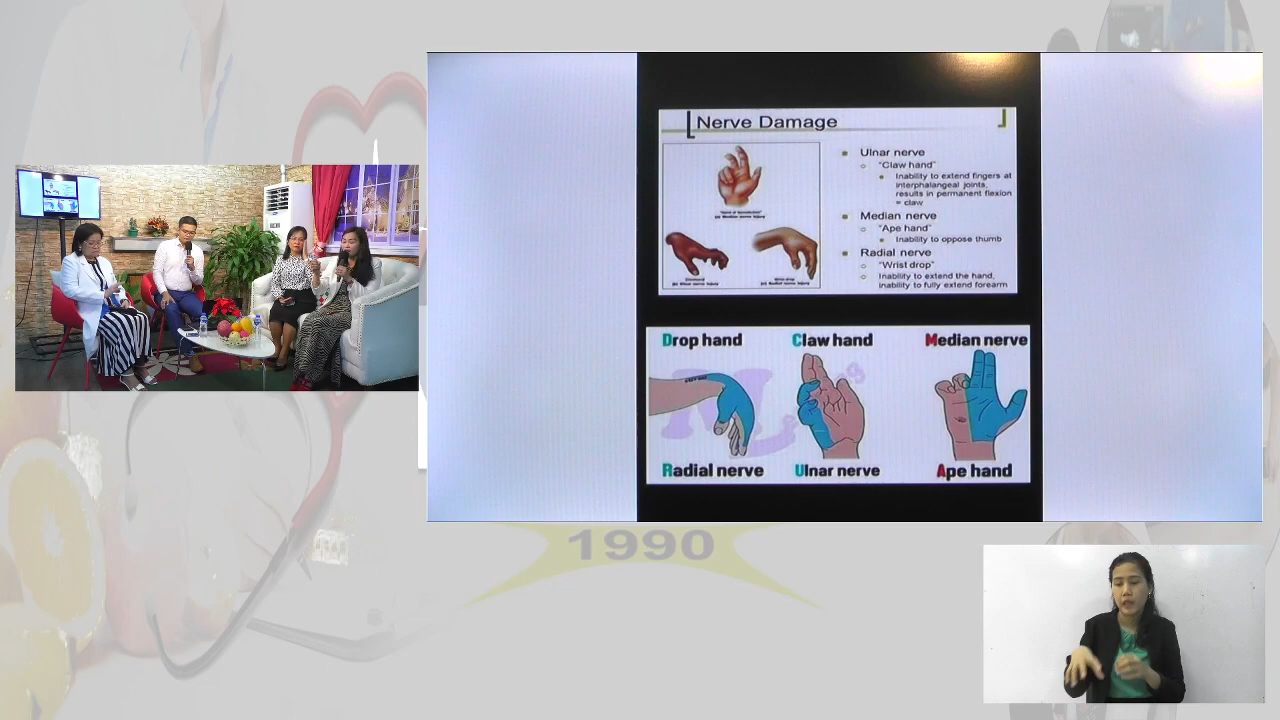 Nerve Damage
Ulnar nerve
"Claw hand"
Inability to extend fingers at
interphalangeal joints,
results in permanent flexion
= claw
Median nerve
"Ape hand"
Inability to oppose thumb
Radial nerve
"Wrist drop"
Inability to extend the hand,
inability to fully extend forearm
Drop hand
Claw hand
Median nerve
Radial nerve
Ulnar nerve
Ape hand
1990